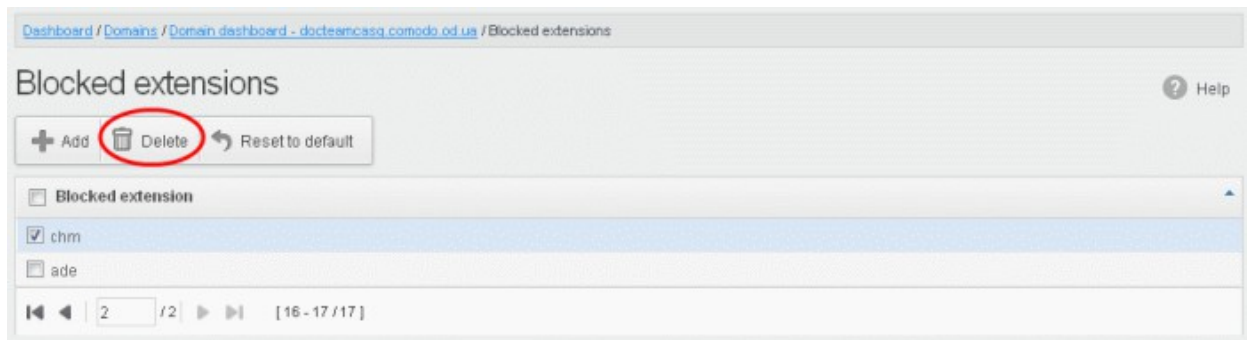 Dashboard / Domains / Domain dashboard - docteamcasg.comodo.od.ua / Blocked extensions
Blocked extensions
Help
Add Delete Reset to default
Blocked extension
chm
ade
2 / 2 [ 16 - 17 / 17 ]